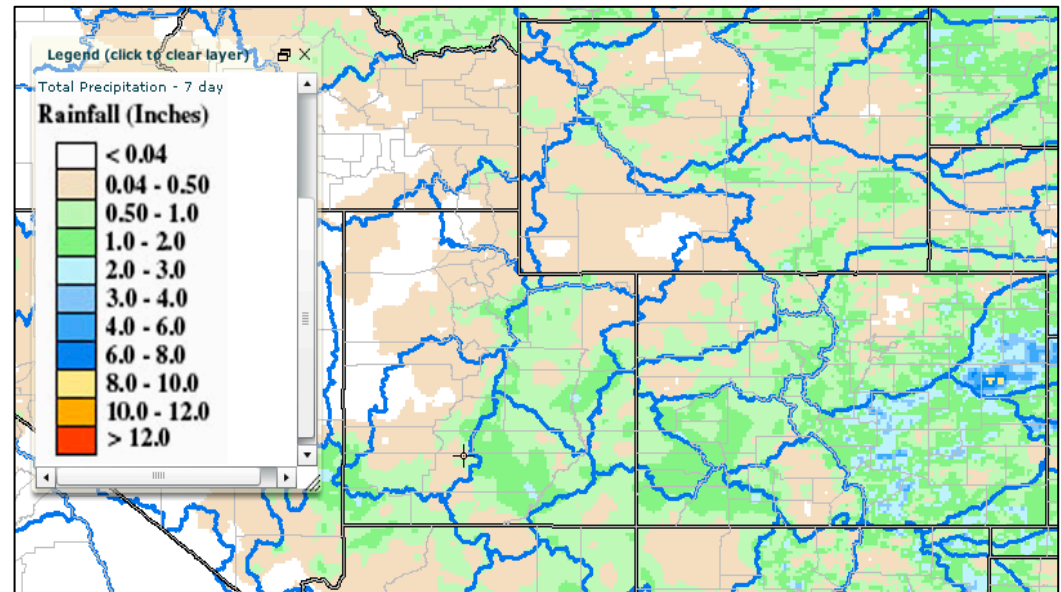 Legend (click to clear layer)
Total Precipitation - 7 day
Rainfall (Inches)
< 0.04
0.04 - 0.50
0.50 - 1.0
1.0 - 2.0
2.0 - 3.0
3.0 - 4.0
4.0 - 6.0
6.0 - 8.0
8.0 - 10.0
10.0 - 12.0
> 12.0